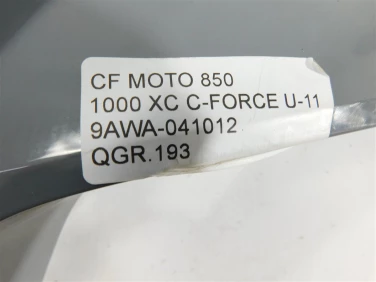 CF MOTO 850
1000 XC C-FORCE U-11
9AWA-041012
QGR.193